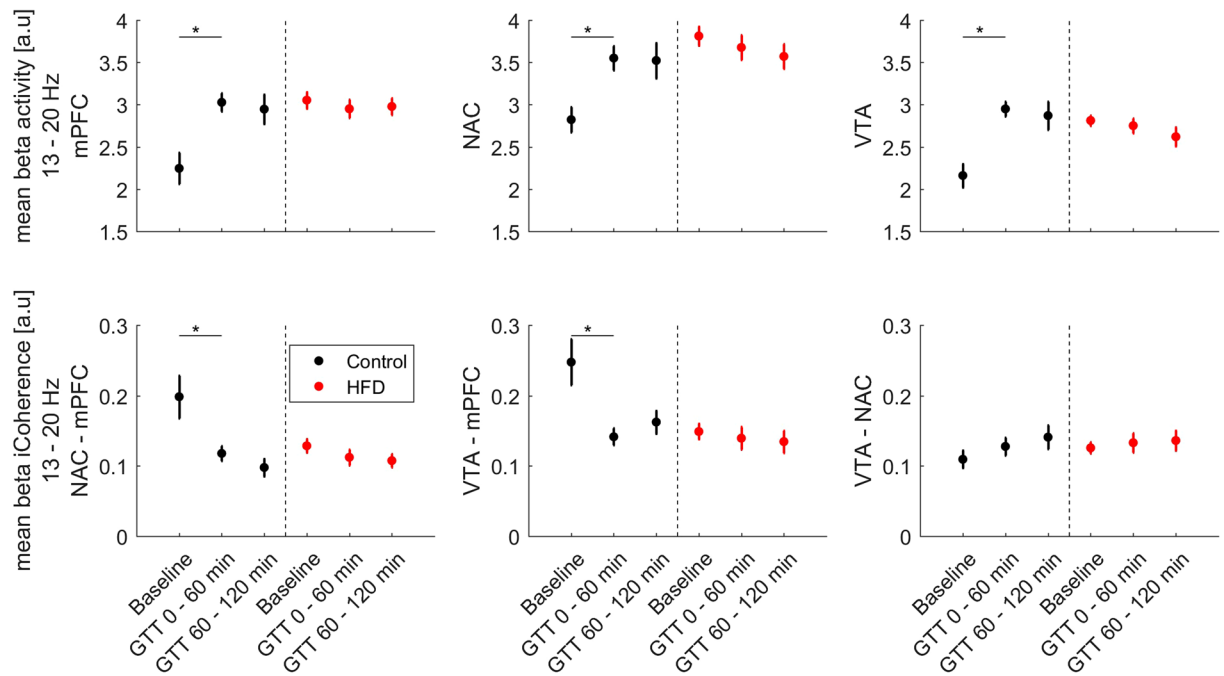 mean beta activity [a.u]
13 - 20 Hz
mPFC
4
3.5
3
2.5
2
1.5
*
NAC
4
3.5
3
2.5
2
1.5
*
VTA
4
3.5
3
2.5
2
1.5
*
mean beta iCoherence [a.u]
13 - 20 Hz
NAC - mPFC
0.3
0.2
0.1
0
*
Control
HFD
VTA - mPFC
0.3
0.2
0.1
0
*
VTA - NAC
0.3
0.2
0.1
0
Baseline
GTT 0 - 60 min
GTT 60 - 120 min
Baseline
GTT 0 - 60 min
GTT 60 - 120 min
Baseline
GTT 0 - 60 min
GTT 60 - 120 min
Baseline
GTT 0 - 60 min
GTT 60 - 120 min
Baseline
GTT 0 - 60 min
GTT 60 - 120 min
Baseline
GTT 0 - 60 min
GTT 60 - 120 min